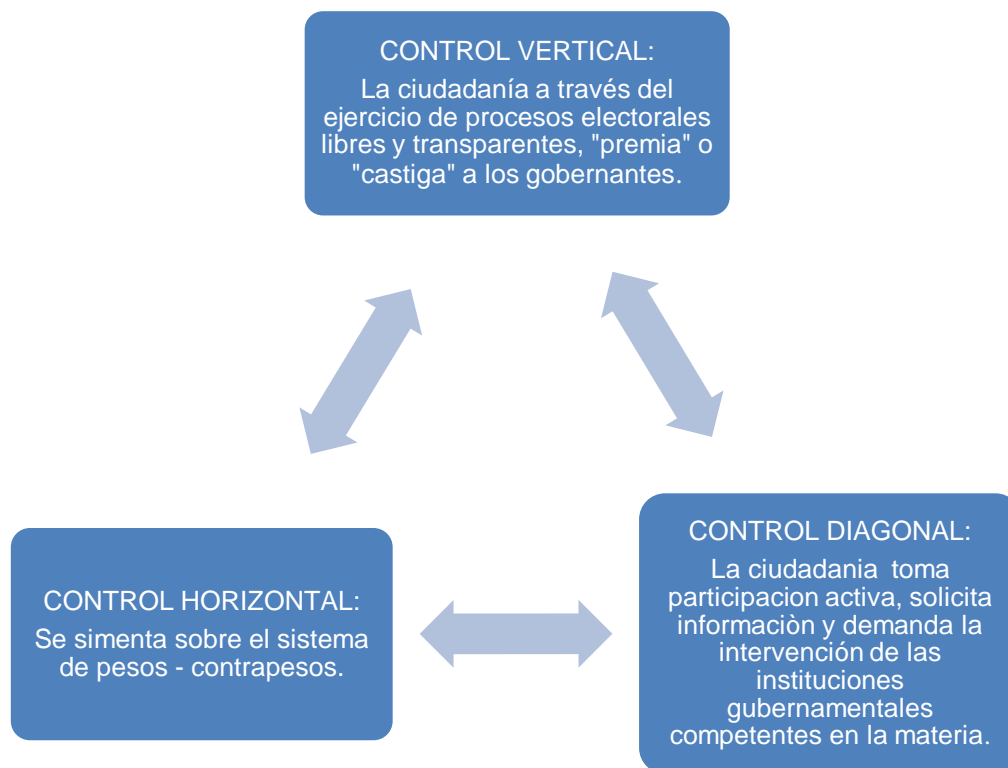 CONTROL VERTICAL:
La ciudadanía a través del
ejercicio de procesos electorales
libres y transparentes, "premia" o
"castiga" a los gobernantes.
CONTROL HORIZONTAL:
Se simenta sobre el sistema
de pesos - contrapesos.
CONTROL DIAGONAL:
La ciudadania toma
participacion activa, solicita
informaciòn y demanda la
intervención de las
instituciones
gubernamentales
competentes en la materia.